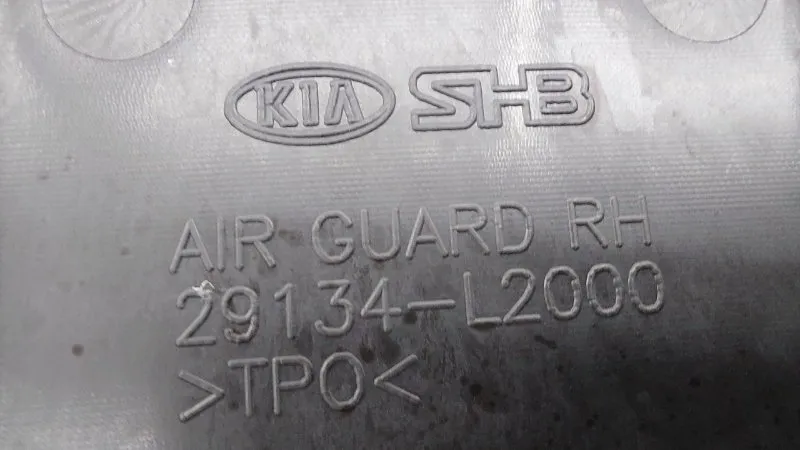 KIA SHB
AIR GUARD RH
29134-L2000
>TPO<